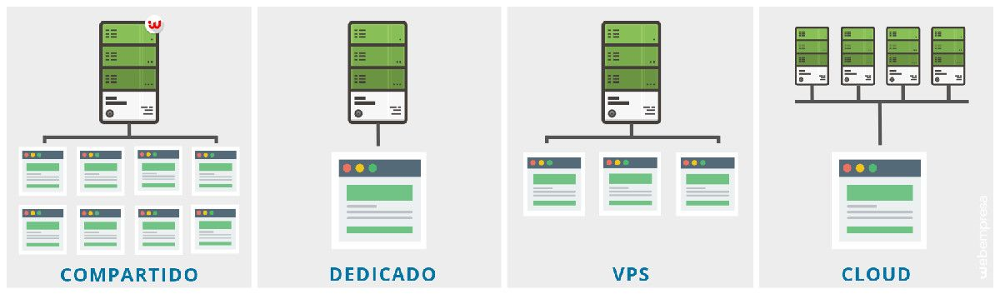 w
COMPARTIDO
DEDICADO
VPS
CLOUD
webempresa